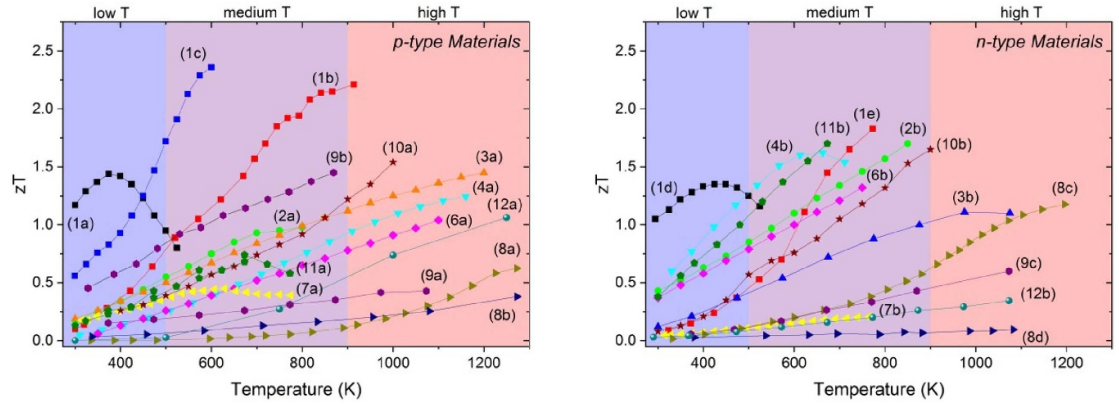 low T medium T high T
p-type Materials
2.5
2.0
1.5
1.0
0.5
0.0
zT
(1c)
(1b)
(10a)
(9b)
(3a)
(4a)
(2a)
(12a)
(1a)
(6a)
(8a)
(11a)
(7a)
(9a)
(8b)
400 600 800 1000 1200
Temperature (K)
low T medium T high T
n-type Materials
2.5
2.0
1.5
1.0
0.5
0.0
zT
(1e)
(11b)
(2b)
(4b)
(10b)
(1d)
(6b)
(8c)
(3b)
(9c)
(12b)
(7b)
(8d)
400 600 800 1000 1200
Temperature (K)